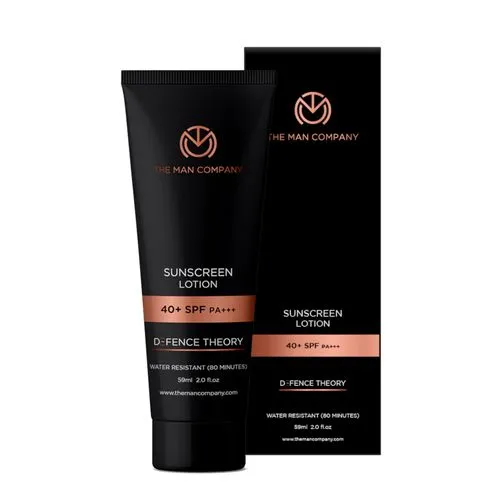 THE MAN COMPANY
SUNSCREEN
LOTION
40+ SPF PA+++
D-FENCE THEORY
WATER RESISTANT (80 MINUTES)
59ml 2.0 fl.oz
www.themancompany.com
THE MAN COMPANY
SUNSCREEN
LOTION
40+ SPF PA+++
D-FENCE THEORY
WATER RESISTANT (80 MINUTES)
59ml 2.0 fl.oz
www.themancompany.com